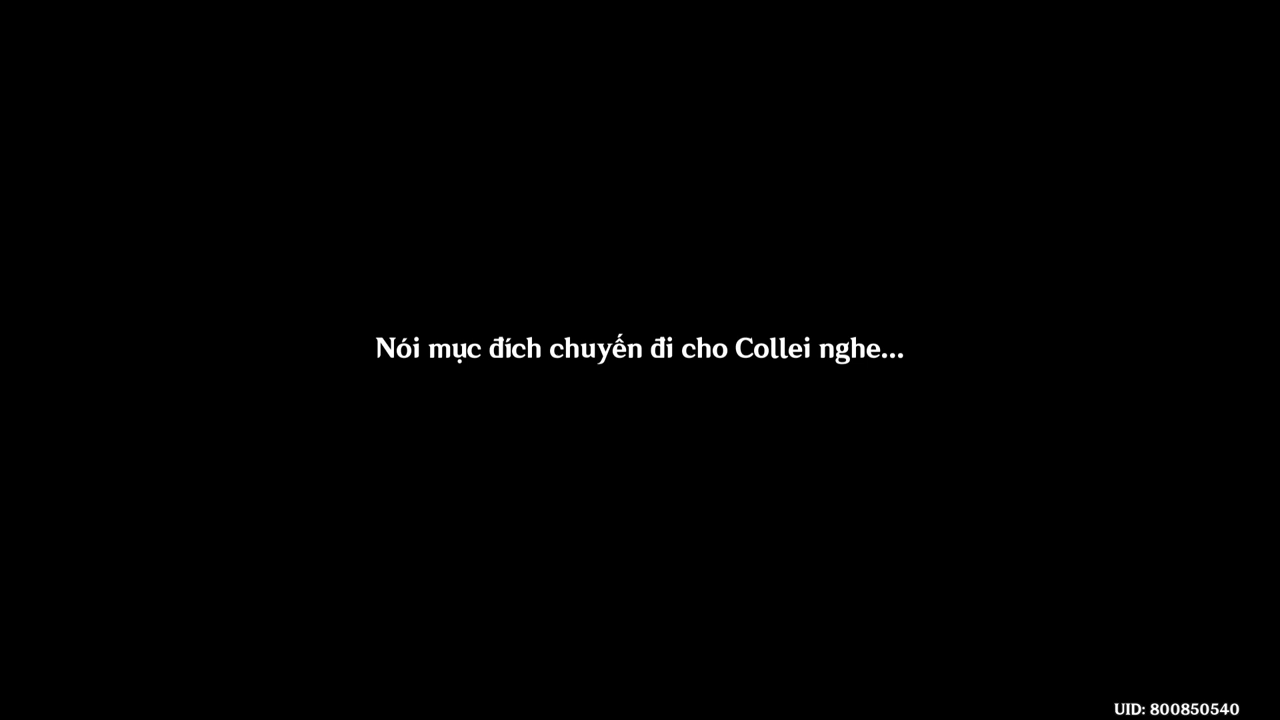 Nói mục đích chuyến đi cho Collei nghe...
UID: 800850540